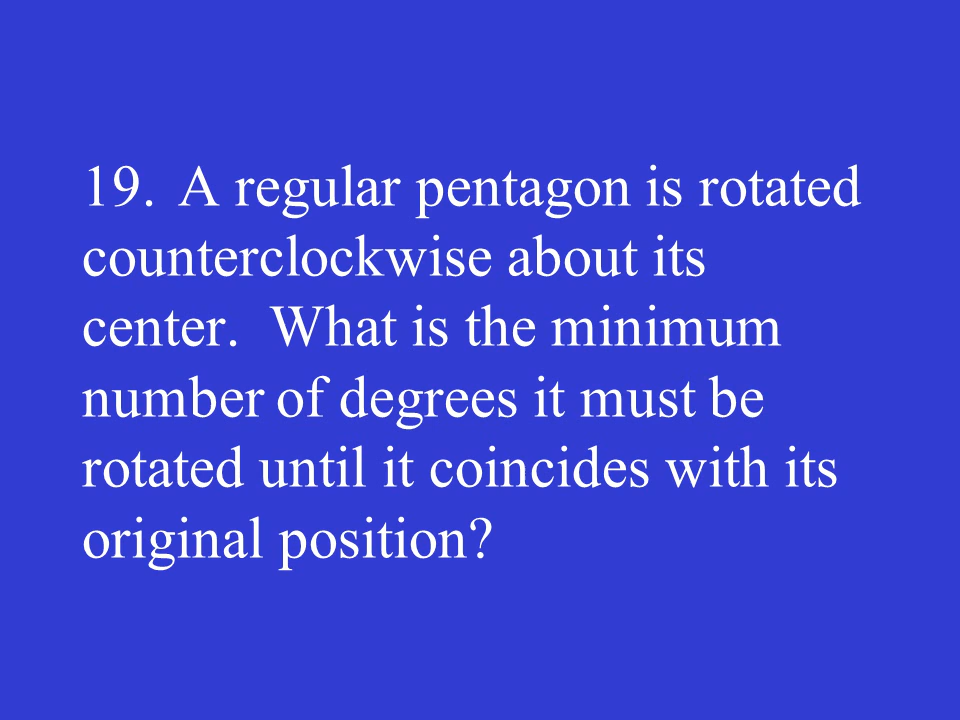 19.  A regular pentagon is rotated
counterclockwise about its
center.  What is the minimum
number of degrees it must be
rotated until it coincides with its
original position?